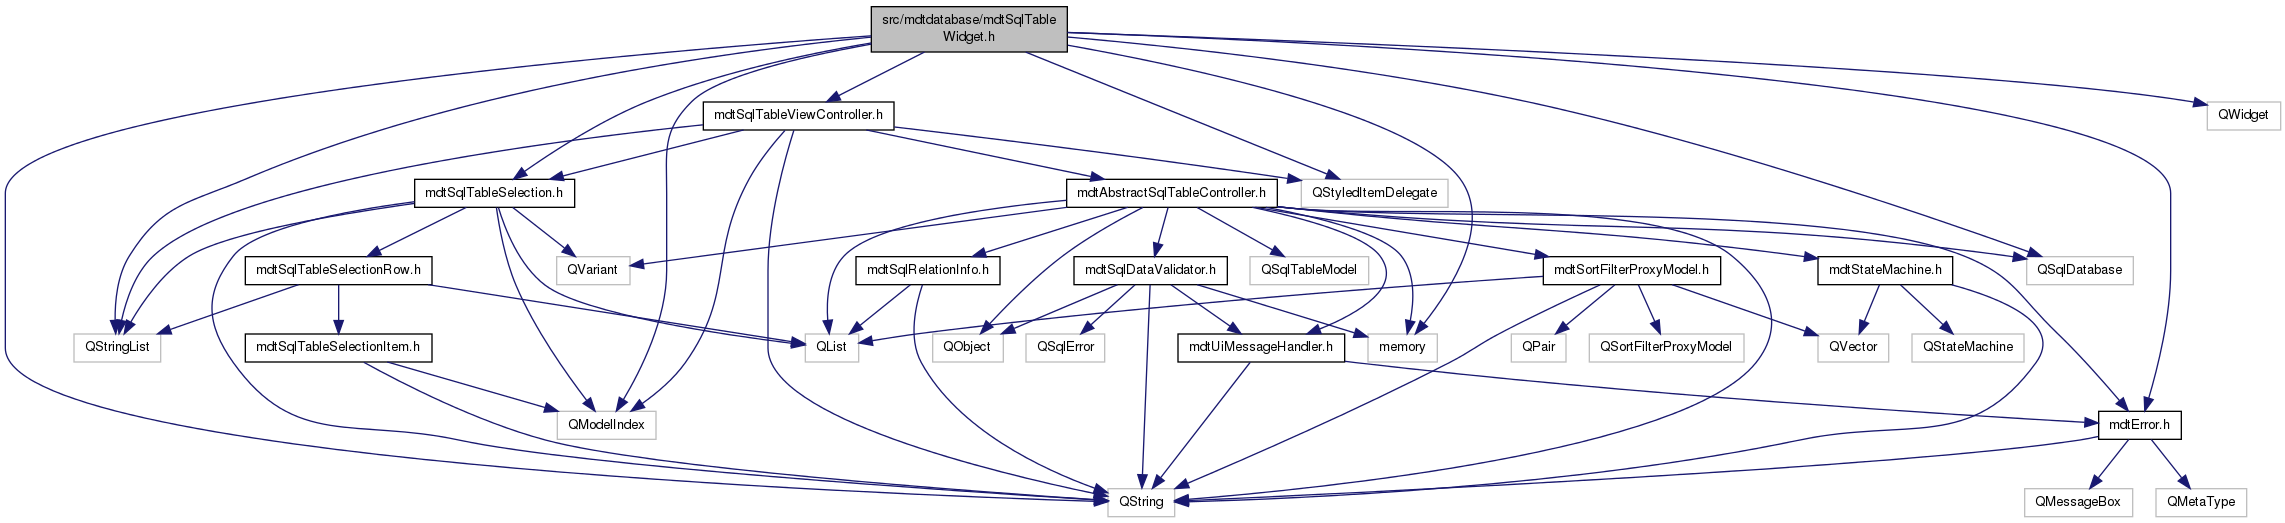 src/mdtdatabase/mdtSqlTable
Widget.h
mdtSqlTableViewController.h
QWidget
mdtSqlTableSelection.h
mdtAbstractSqlTableController.h
QStyledItemDelegate
mdtSqlTableSelectionRow.h
QVariant
mdtSqlRelationInfo.h
mdtSqlDataValidator.h
QSqlTableModel
mdtSortFilterProxyModel.h
mdtStateMachine.h
QSqlDatabase
QStringList
mdtSqlTableSelectionItem.h
QList
QObject
QSqlError
mdtUiMessageHandler.h
memory
QPair
QSortFilterProxyModel
QVector
QStateMachine
QModelIndex
mdtError.h
QString
QMessageBox
QMetaType